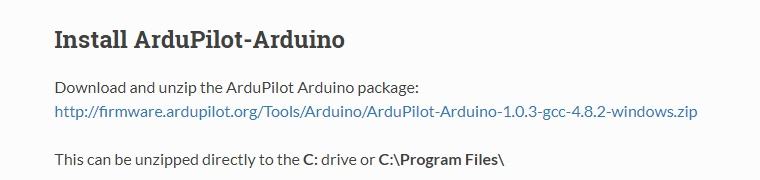 Install ArduPilot-Arduino
Download and unzip the ArduPilot Arduino package:
http://firmware.ardupilot.org/Tools/Arduino/ArduPilot-Arduino-1.0.3-gcc-4.8.2-windows.zip
This can be unzipped directly to the C: drive or C:\Program Files\